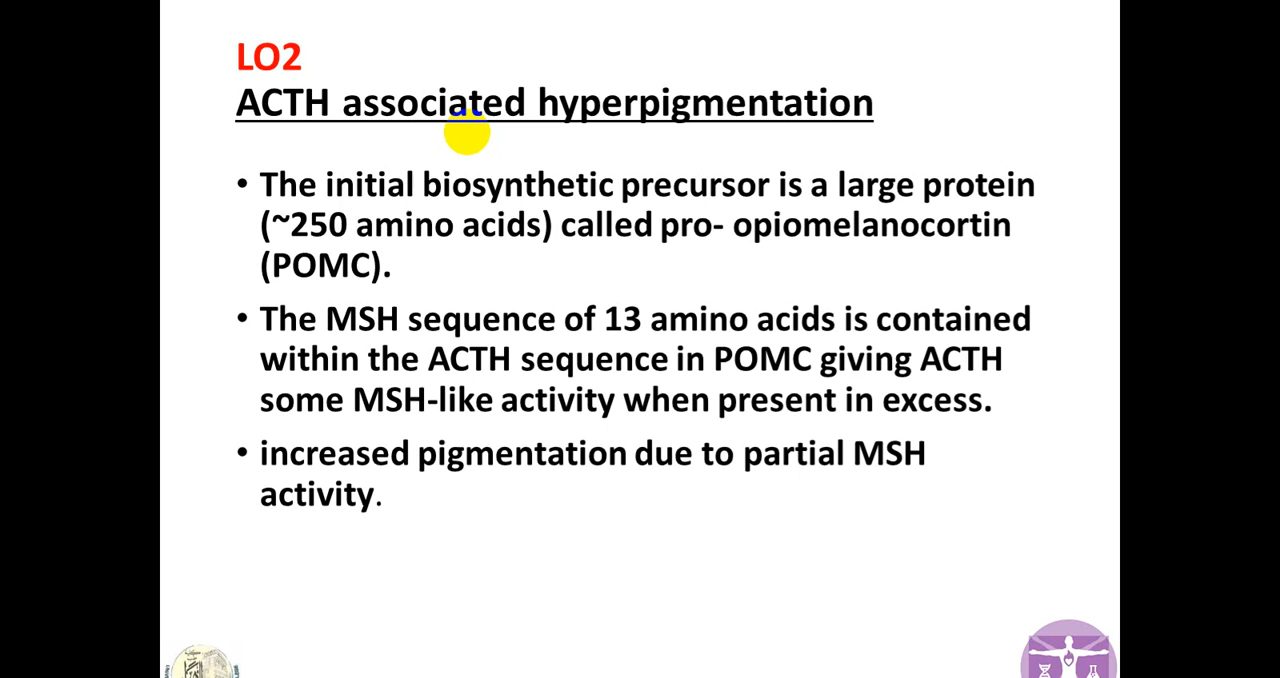 LO2
ACTH associated hyperpigmentation
• The initial biosynthetic precursor is a large protein
(~250 amino acids) called pro- opiomelanocortin
(POMC).
• The MSH sequence of 13 amino acids is contained
within the ACTH sequence in POMC giving ACTH
some MSH-like activity when present in excess.
• increased pigmentation due to partial MSH
activity.